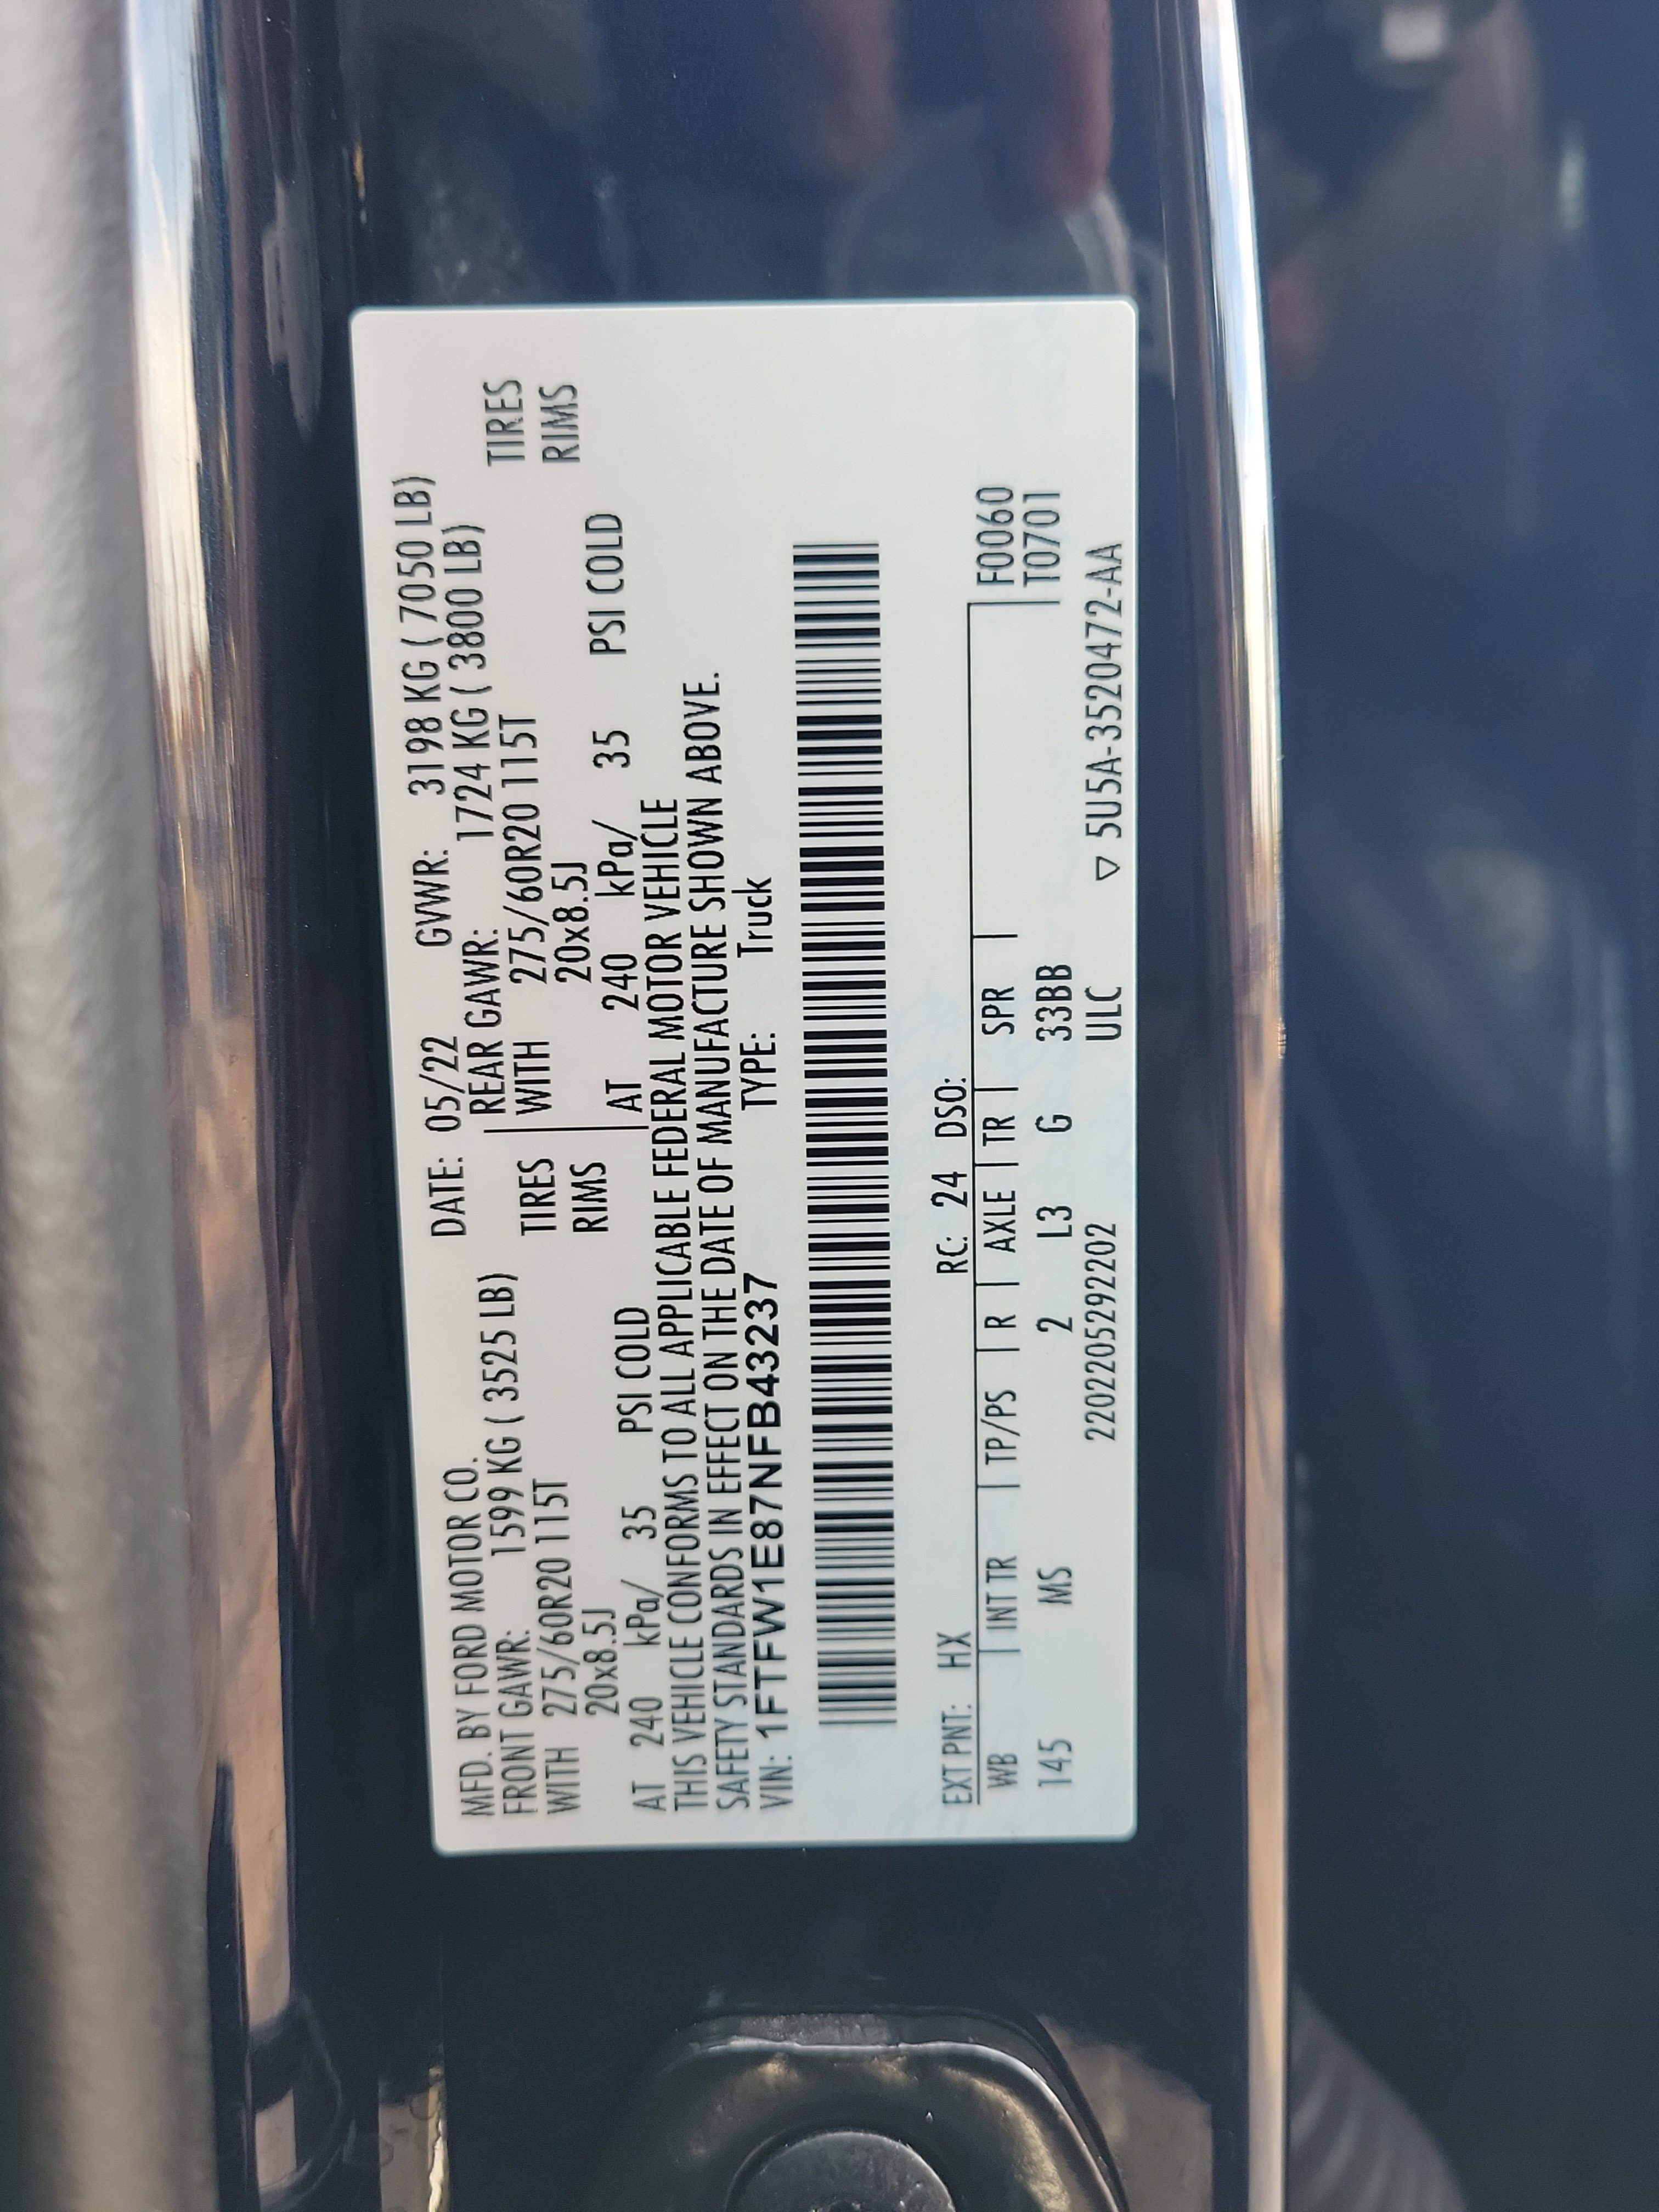 MFD. BY FORD MOTOR CO. DATE: 05/22 GVWR: 3198 KG ( 7050 LB)
FRONT GAWR: 1599 KG ( 3525 LB) REAR GAWR: 1724 KG ( 3800 LB)
WITH 275/60R20 115T TIRES WITH 275/60R20 115T TIRES
20x8.5J RIMS 20x8.5J RIMS
AT 240 kPa/ 35 PSI COLD AT 240 kPa/ 35 PSI COLD
THIS VEHICLE CONFORMS TO ALL APPLICABLE FEDERAL MOTOR VEHICLE
SAFETY STANDARDS IN EFFECT ON THE DATE OF MANUFACTURE SHOWN ABOVE.
VIN: 1FTFW1E87NFB43237 TYPE: Truck
EXT PNT: HX RC: 24 DSO:
WB INT TR TP/PS R AXLE TR SPR F0060
145 MS 2 L3 G 33BB T0701
2202205292202 ULC ▽ 5U5A-3520472-AA